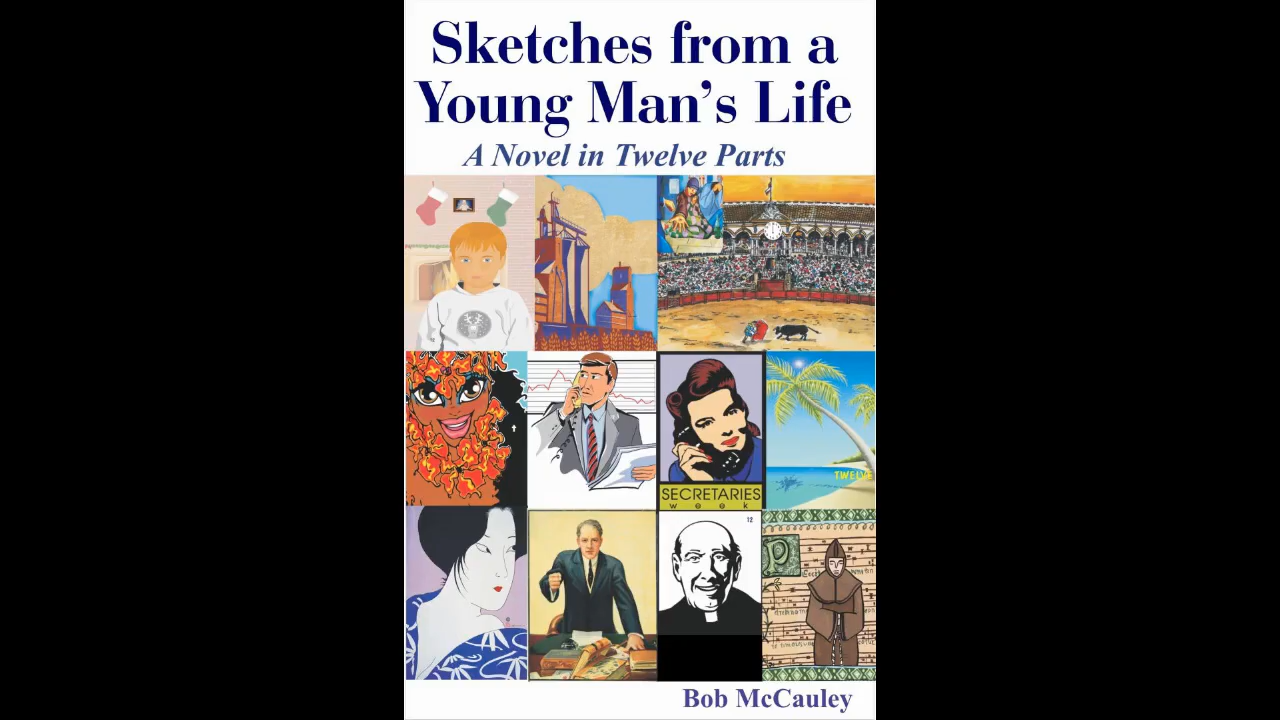 Sketches from a
Young Man's Life
A Novel in Twelve Parts
TWELVE
SECRETARIES
week
12
P
Bob McCauley